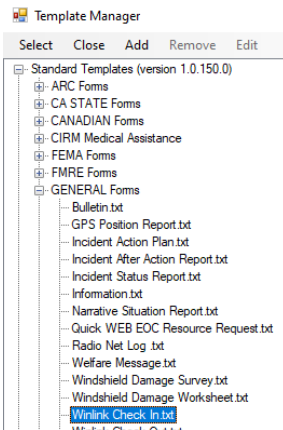 Template Manager
Select Close Add Remove Edit
Standard Templates (version 1.0.150.0)
ARC Forms
CA STATE Forms
CANADIAN Forms
CIRM Medical Assistance
FEMA Forms
FMRE Forms
GENERAL Forms
Bulletin.txt
GPS Position Report.txt
Incident Action Plan.txt
Incident After Action Report.txt
Incident Status Report.txt
Information.txt
Narrative Situation Report.txt
Quick WEB EOC Resource Request.txt
Radio Net Log .txt
Welfare Message.txt
Windshield Damage Survey.txt
Windshield Damage Worksheet.txt
Winlink Check In.txt